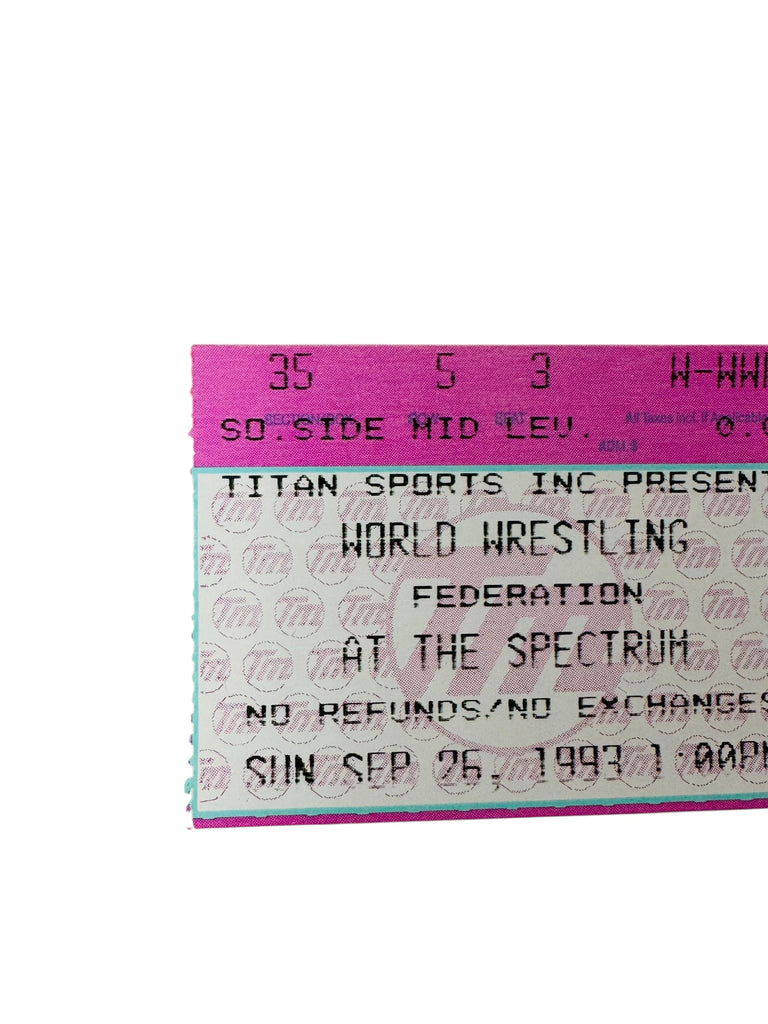 35 5 3 W-WW
SECTION/BOX ROW SEAT All Taxes Incl. If Applicable
SO.SIDE MID LEV. 0.
ADM.$
TITAN SPORTS INC PRESENT
WORLD WRESTLING
FEDERATION
AT THE SPECTRUM
NO REFUNDS/NO EXCHANGES
SUN SEP 26, 1993 1:00PM